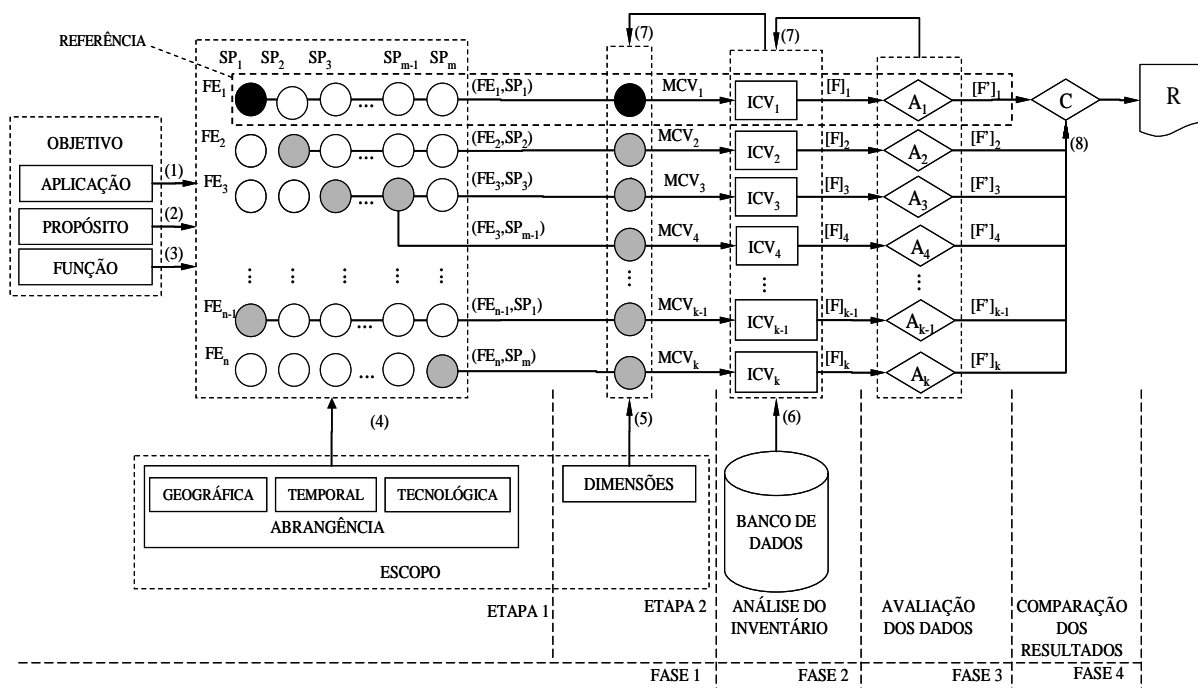 (7)
(7)
REFERÊNCIA
SP1 SP2 SP3 SPm-1 SPm
FE1 ... (FE1,SP1) MCV1 ICV1 [F]1 A1 [F']1 C R
OBJETIVO
FE2 ... (FE2,SP2) MCV2 ICV2 [F]2 A2 [F']2 (8)
APLICAÇÃO (1)
FE3 ... (FE3,SP3) MCV3 ICV3 [F]3 A3 [F']3
PROPÓSITO (2)
(FE3,SPm-1) MCV4 ICV4 [F]4 A4 [F']4
FUNÇÃO (3)
FEn-1 ... (FEn-1,SP1) MCVk-1 ICVk-1 [F]k-1 Ak-1 [F']k-1
FEn ... (FEn,SPm) MCVk ICVk [F]k Ak [F']k
(4) (5) (6)
GEOGRÁFICA TEMPORAL TECNOLÓGICA DIMENSÕES
ABRANGÊNCIA
BANCO DE
DADOS
ESCOPO
ETAPA 1 ETAPA 2
ANÁLISE DO
INVENTÁRIO
AVALIAÇÃO
DOS DADOS
COMPARAÇÃO
DOS
RESULTADOS
FASE 1 FASE 2 FASE 3 FASE 4